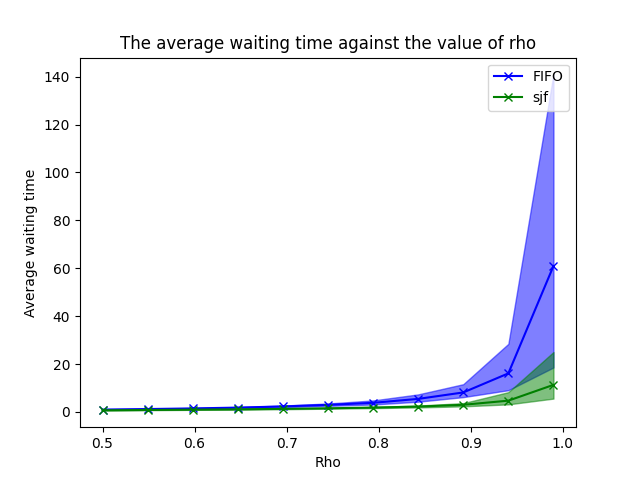 The average waiting time against the value of rho
FIFO
sjf
140
120
100
80
60
40
20
0
Average waiting time
0.5 0.6 0.7 0.8 0.9 1.0
Rho